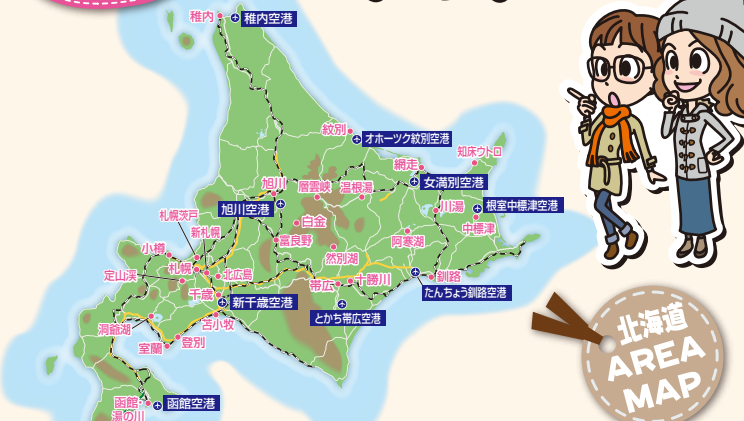 稚内
稚内空港
紋別
オホーツク紋別空港
知床ウトロ
網走
女満別空港
旭川
層雲峡
温根湯
旭川空港
川湯
根室中標津空港
札幌茨戸
白金
中標津
新札幌
富良野
阿寒湖
小樽
然別湖
札幌
定山渓
北広島
釧路
帯広
十勝川
千歳
たんちょう釧路空港
新千歳空港
とかち帯広空港
苫小牧
洞爺湖
登別
室蘭
函館・
湯の川
函館空港
北海道
AREA
MAP